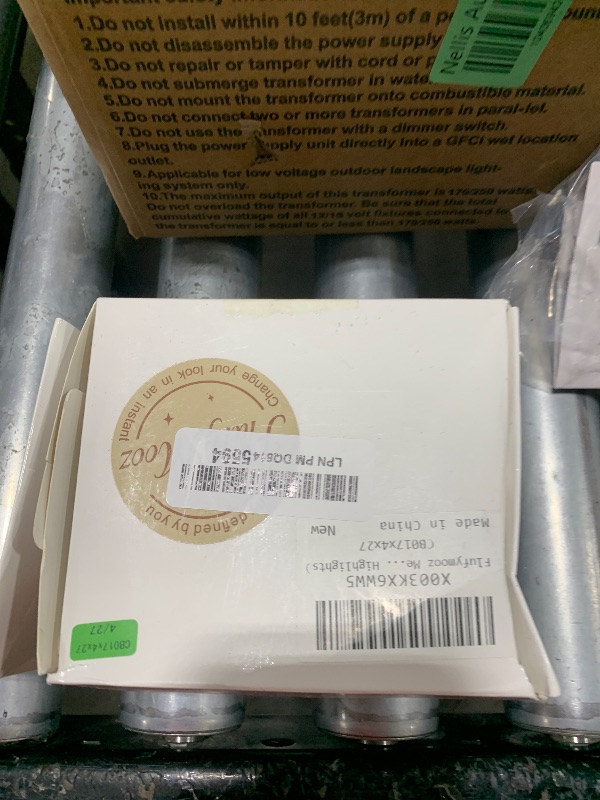 1.Do not install within 10 feet(3m) of a
2.Do not disassemble the power supply
3.Do not repair or tamper with cord or
4.Do not submerge transformer in
5.Do not mount the transformer onto combustible material.
6.Do not connect two or more transformers in paral-lel.
7.Do not use the transformer with a dimmer switch.
8.Plug the power supply unit directly into a GFCI wet location
outlet.
9.Applicable for low voltage outdoor landscape light-
ing system only.
10.The maximum output of this transformer is 170/250 watts.
Do not overload the transformer. Be sure that the total
cumulative wattage of all 12/15 volt fixtures connected to
the transformer is equal to or less than 170/250 watts.
Nellis
Change your look in an instant
ooz
defined by you
LPN PM
X003KX6WW5
Flufymooz Me... Highlights)
CB017x4x27
New
Made in China
CB017x4x27
4/27